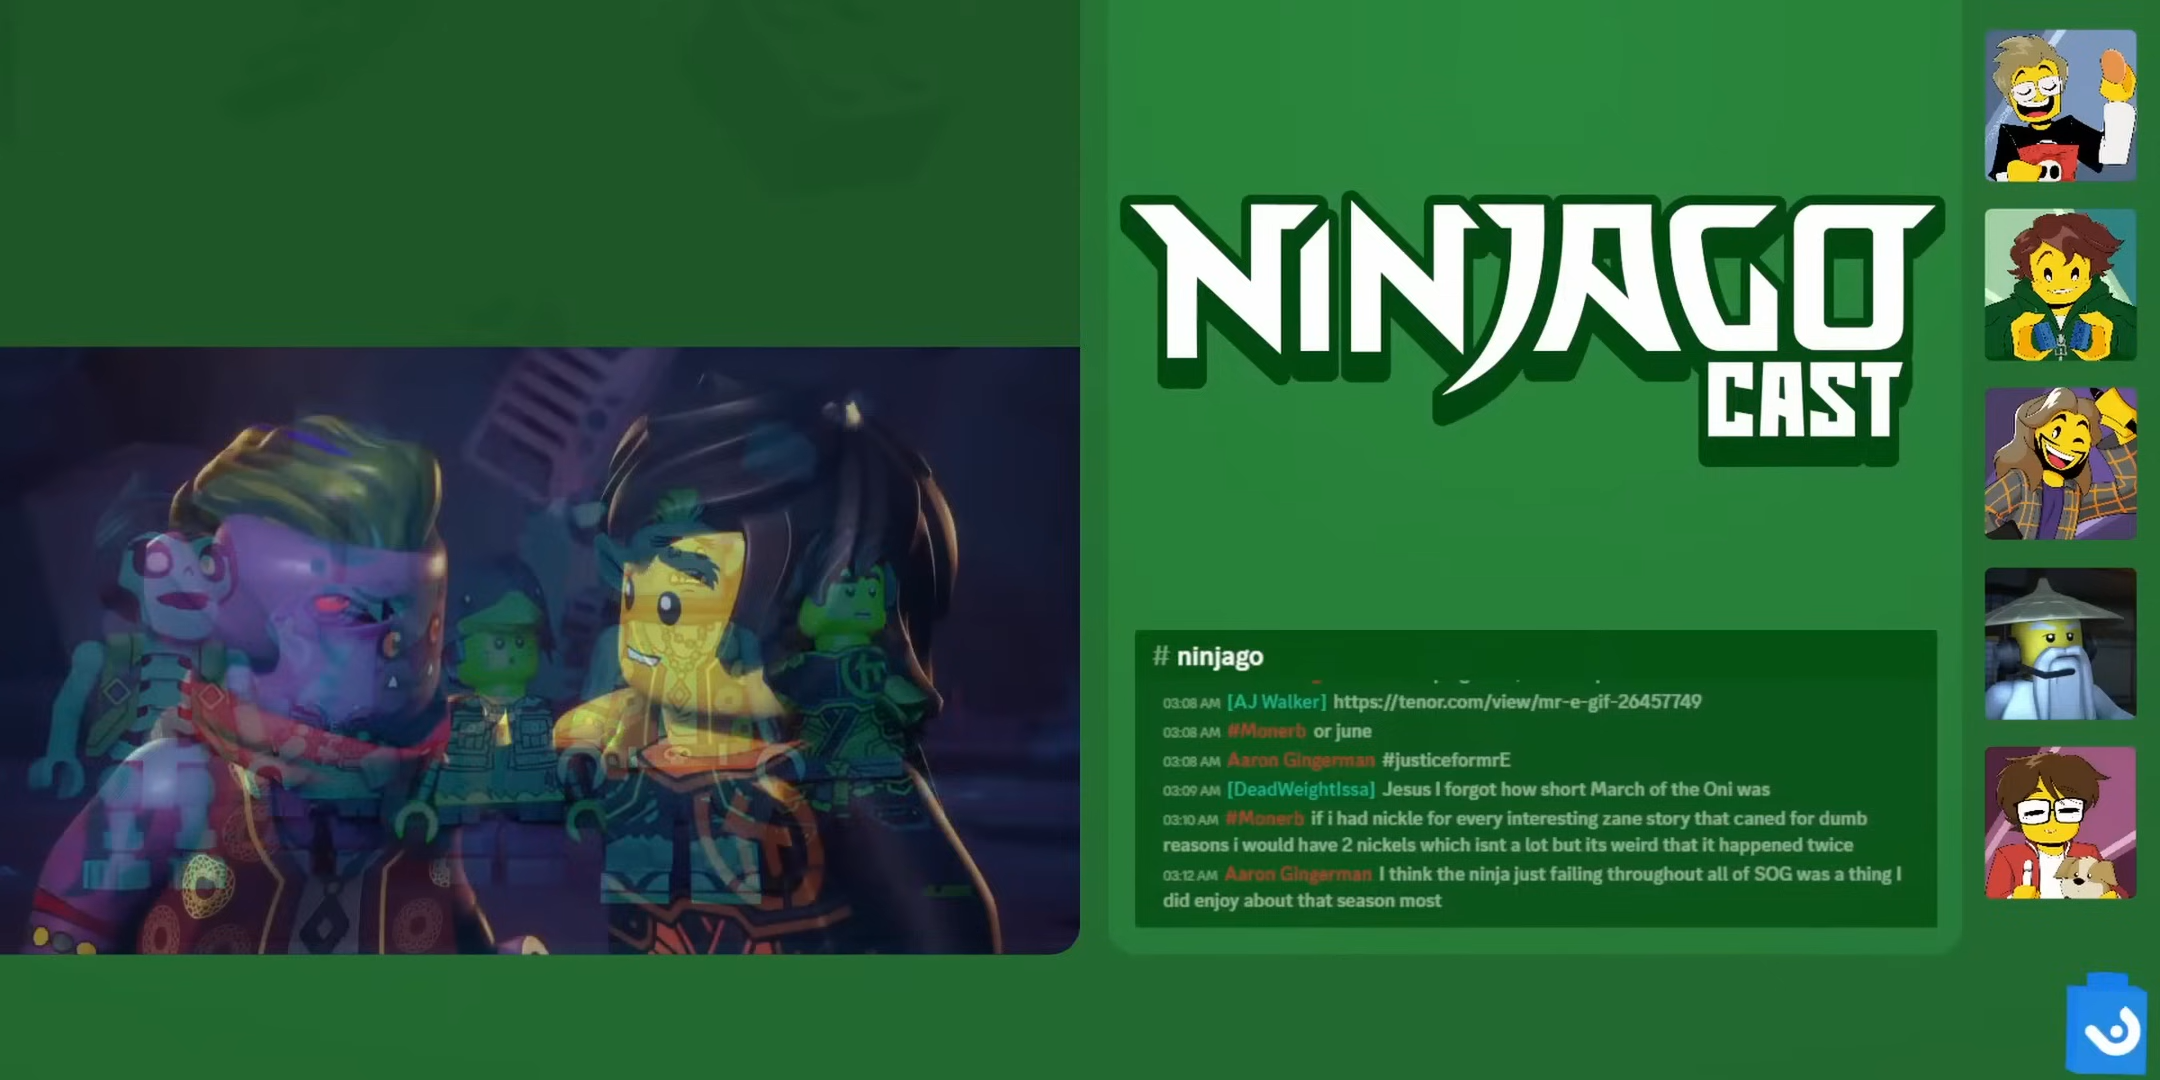 NINJAGO
CAST
# ninjago
03:08 AM [AJ Walker] https://tenor.com/view/mr-e-gif-26457749
03:08 AM #Monerb or june
03:08 AM Aaron Gingerman #justiceformrE
03:09 AM [DeadWeightIssa] Jesus I forgot how short March of the Oni was
03:10 AM #Monerb if i had nickle for every interesting zane story that caned for dumb
reasons i would have 2 nickels which isnt a lot but its weird that it happened twice
03:12 AM Aaron Gingerman I think the ninja just failing throughout all of SOG was a thing I
did enjoy about that season most